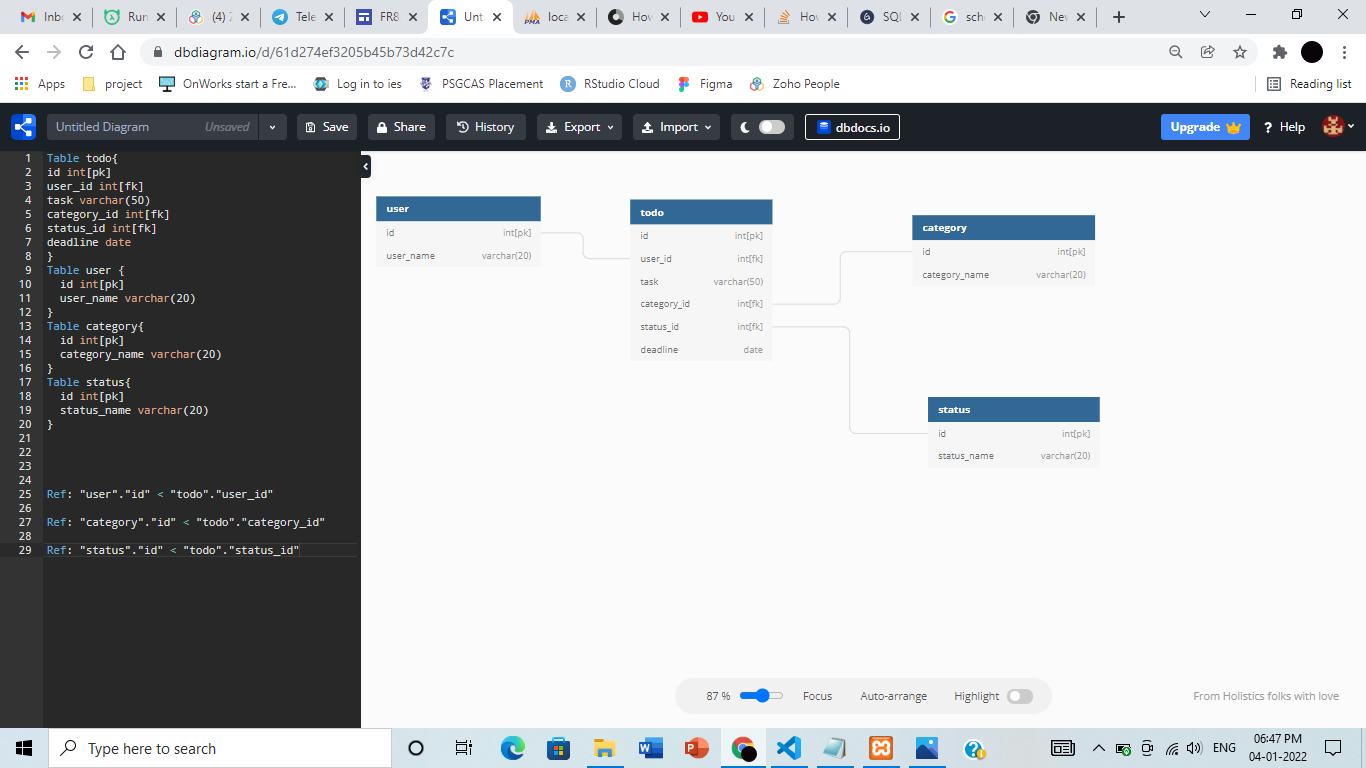 Inbo
Run
(4) 2
Tele
FR8
Unt
loca
How
You
How
SQL
sch
New
dbdiagram.io/d/61d274ef3205b45b73d42c7c
Apps
project
OnWorks start a Fre...
Log in to ies
PSGCAS Placement
RStudio Cloud
Figma
Zoho People
Reading list
Untitled Diagram
Unsaved
Save
Share
History
Export
Import
dbdocs.io
Upgrade
Help
1 Table todo{
2 id int[pk]
3 user_id int[fk]
4 task varchar(50)
5 category_id int[fk]
6 status_id int[fk]
7 deadline date
8 }
9 Table user {
10 id int[pk]
11 user_name varchar(20)
12 }
13 Table category{
14 id int[pk]
15 category_name varchar(20)
16 }
17 Table status{
18 id int[pk]
19 status_name varchar(20)
20 }
21
22
23
24
25 Ref: "user"."id" < "todo"."user_id"
26
27 Ref: "category"."id" < "todo"."category_id"
28
29 Ref: "status"."id" < "todo"."status_id"
user
id int[pk]
user_name varchar(20)
todo
id int[pk]
user_id int[fk]
task varchar(50)
category_id int[fk]
status_id int[fk]
deadline date
category
id int[pk]
category_name varchar(20)
status
id int[pk]
status_name varchar(20)
87 %
Focus
Auto-arrange
Highlight
From Holistics folks with love
Type here to search
ENG
06:47 PM
04-01-2022